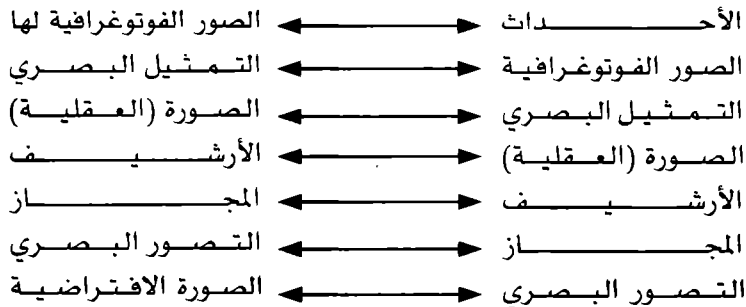 الأحداث ⟷ الصور الفوتوغرافية لها
الصور الفوتوغرافية ⟷ التمثيل البصري
التمثيل البصري ⟷ الصورة (العقلية)
الصورة (العقلية) ⟷ الأرشيف
الأرشيف ⟷ المجاز
المجاز ⟷ التصور البصري
التصور البصرى ⟷ الصورة الافتراضية